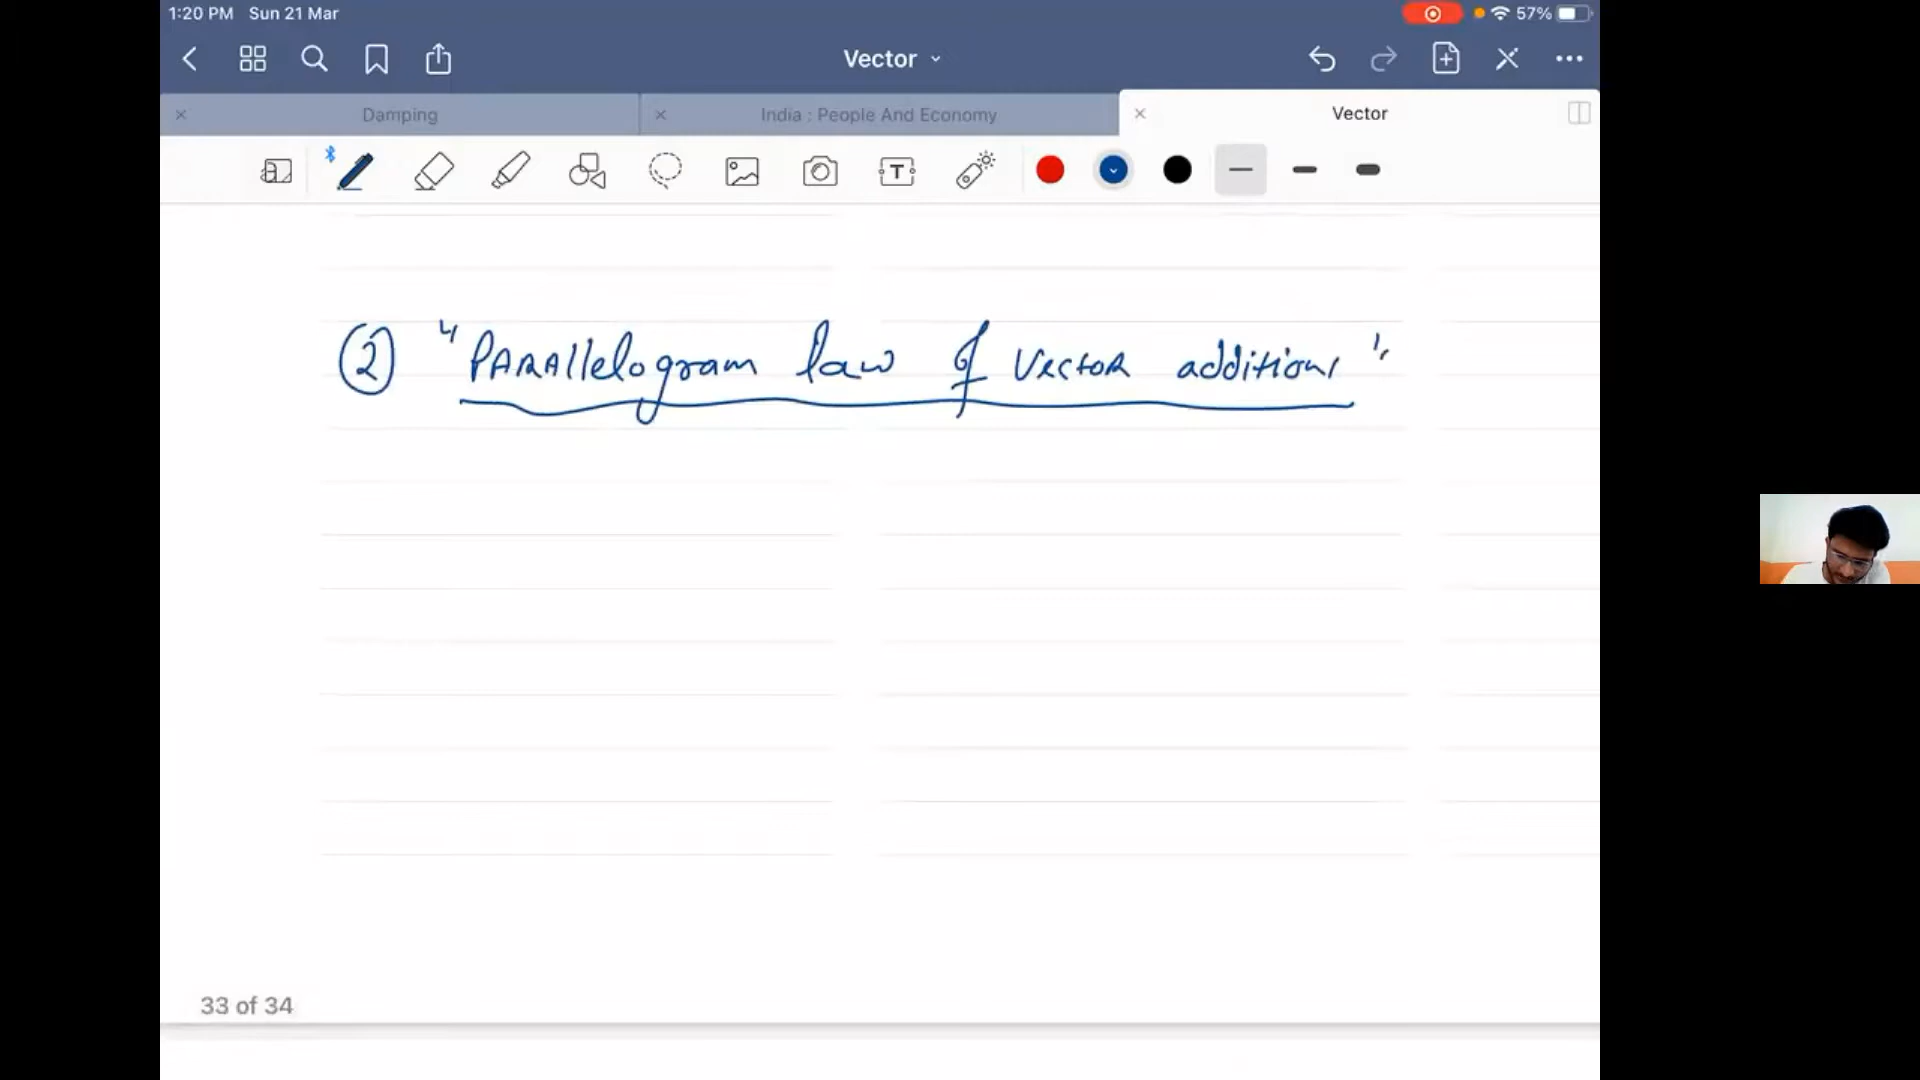 1:20 PM Sun 21 Mar 57%
Vector
Damping India : People And Economy Vector
a T
② "Parallelogram law of Vector additions"
33 of 34